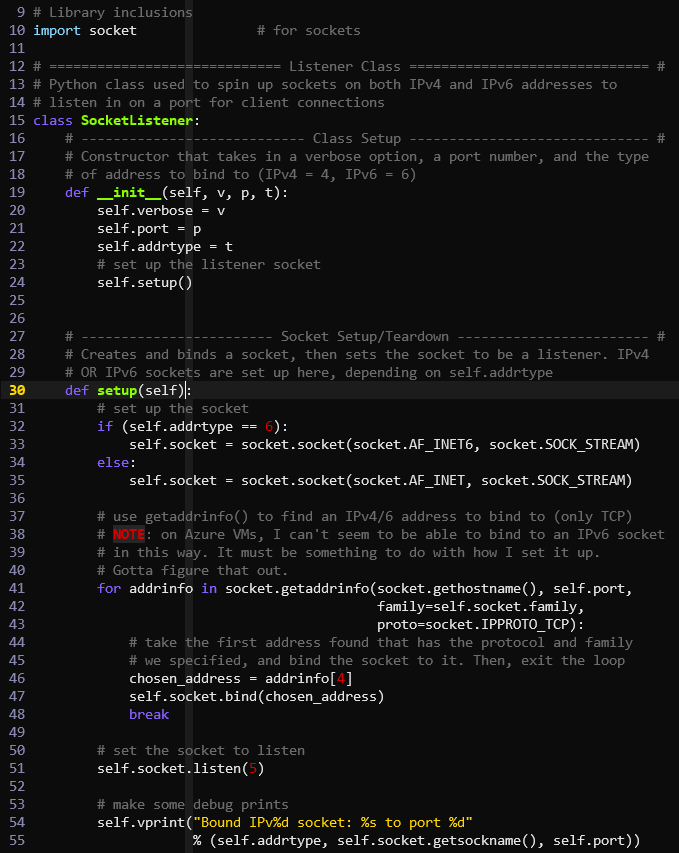 9 # Library inclusions
10 import socket               # for sockets
11
12 # ============================= Listener Class ============================== #
13 # Python class used to spin up sockets on both IPv4 and IPv6 addresses to
14 # listen in on a port for client connections
15 class SocketListener:
16     # ---------------------------- Class Setup ------------------------------ #
17     # Constructor that takes in a verbose option, a port number, and the type
18     # of address to bind to (IPv4 = 4, IPv6 = 6)
19     def __init__(self, v, p, t):
20         self.verbose = v
21         self.port = p
22         self.addrtype = t
23         # set up the listener socket
24         self.setup()
25
26
27     # ------------------------ Socket Setup/Teardown ------------------------ #
28     # Creates and binds a socket, then sets the socket to be a listener. IPv4
29     # OR IPv6 sockets are set up here, depending on self.addrtype
30     def setup(self):
31         # set up the socket
32         if (self.addrtype == 6):
33             self.socket = socket.socket(socket.AF_INET6, socket.SOCK_STREAM)
34         else:
35             self.socket = socket.socket(socket.AF_INET, socket.SOCK_STREAM)
36
37         # use getaddrinfo() to find an IPv4/6 address to bind to (only TCP)
38         # NOTE: on Azure VMs, I can't seem to be able to bind to an IPv6 socket
39         # in this way. It must be something to do with how I set it up.
40         # Gotta figure that out.
41         for addrinfo in socket.getaddrinfo(socket.gethostname(), self.port,
42                                            family=self.socket.family,
43                                            proto=socket.IPPROTO_TCP):
44             # take the first address found that has the protocol and family
45             # we specified, and bind the socket to it. Then, exit the loop
46             chosen_address = addrinfo[4]
47             self.socket.bind(chosen_address)
48             break
49
50         # set the socket to listen
51         self.socket.listen(5)
52
53         # make some debug prints
54         self.vprint("Bound IPv%d socket: %s to port %d"
55                     % (self.addrtype, self.socket.getsockname(), self.port))